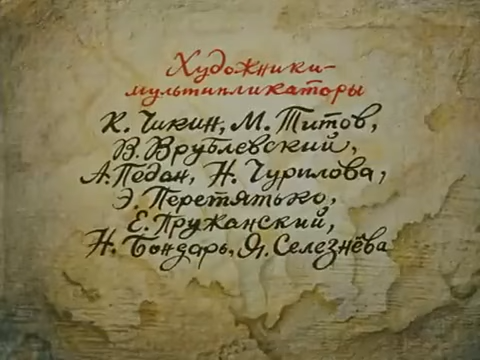 Художники-
мультипликаторы
К. Чикин, М. Титов,
В. Врублевский,
А. Педан, Н. Чурилова,
Э. Перетятько,
Е. Пружанский,
Н. Бондарь, Я. Селезнёва